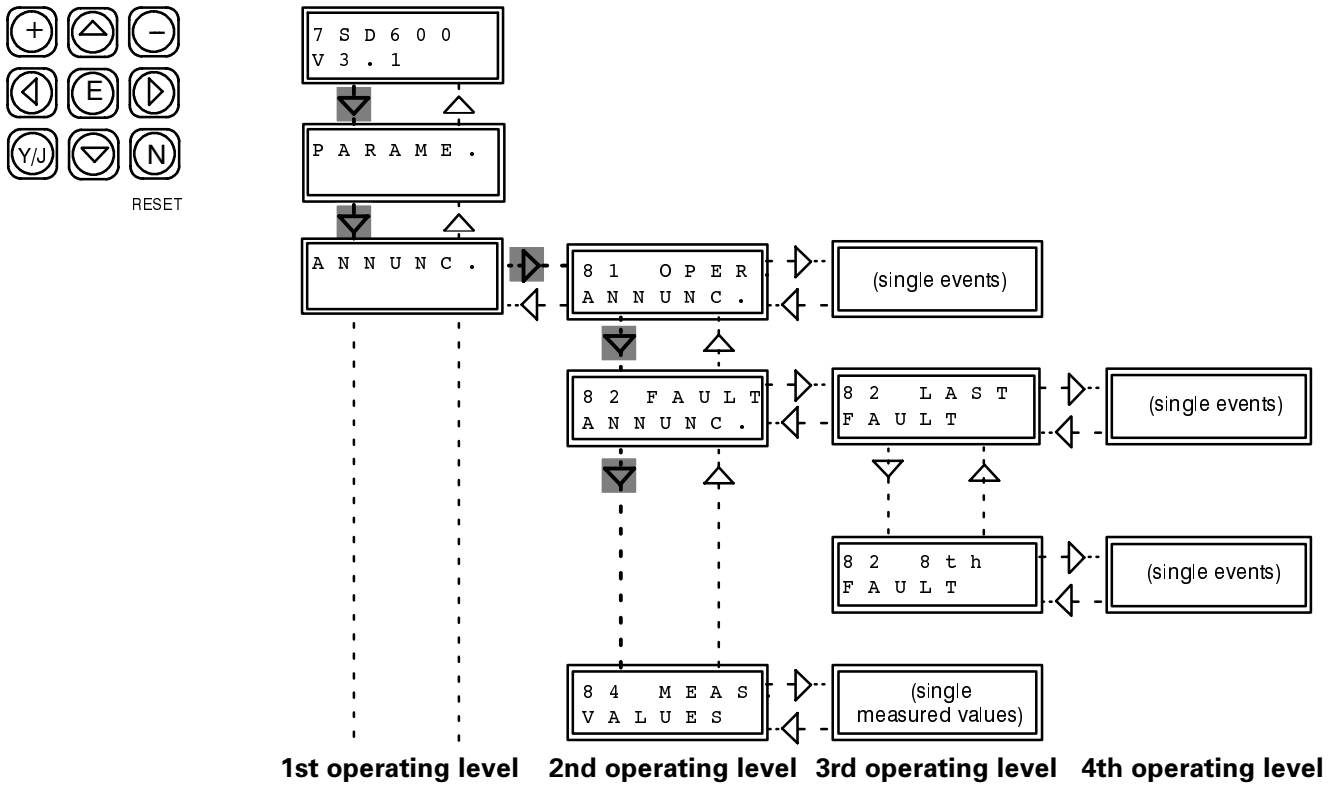 + −
E
Y/J N
RESET
7SD600
V3.1
PARAME.
ANNUNC.
81 OPER.
ANNUNC.
(single events)
82 FAULT
ANNUNC.
82 LAST
FAULT
(single events)
82 8th
FAULT
(single events)
84 MEAS.
VALUES
(single
measured values)
1st operating level 2nd operating level 3rd operating level 4th operating level